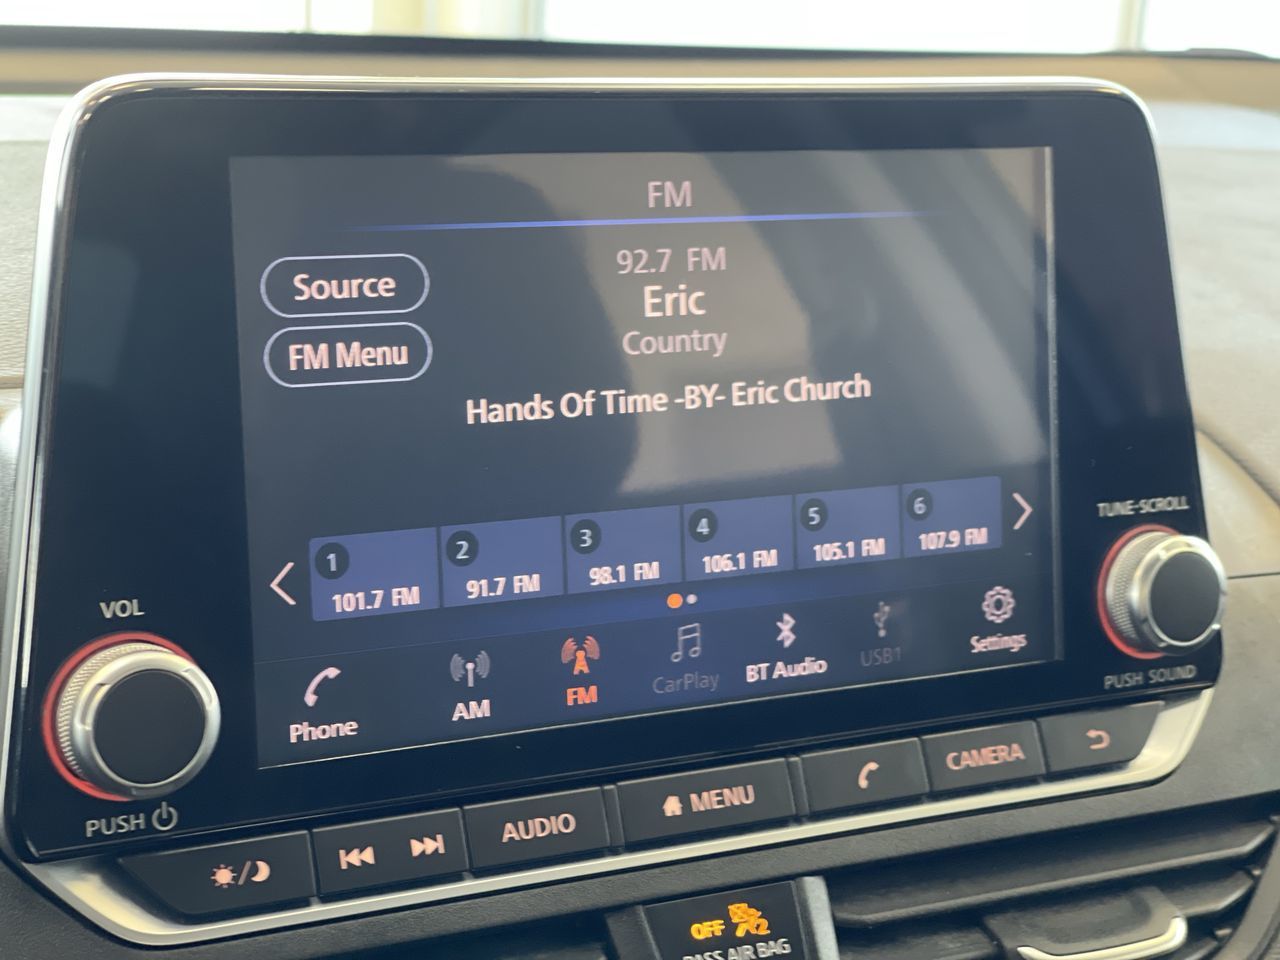 FM
92.7 FM
Source
Eric
FM Menu
Country
Hands Of Time -BY- Eric Church
1
101.7 FM
2
91.7 FM
3
98.1 FM
4
106.1 FM
5
105.1 FM
6
107.9 FM
TUNE·SCROLL
VOL
Phone
AM
FM
CarPlay
BT Audio
USB1
Settings
PUSH SOUND
PUSH
AUDIO
MENU
CAMERA
OFF
2
PASS AIR BAG